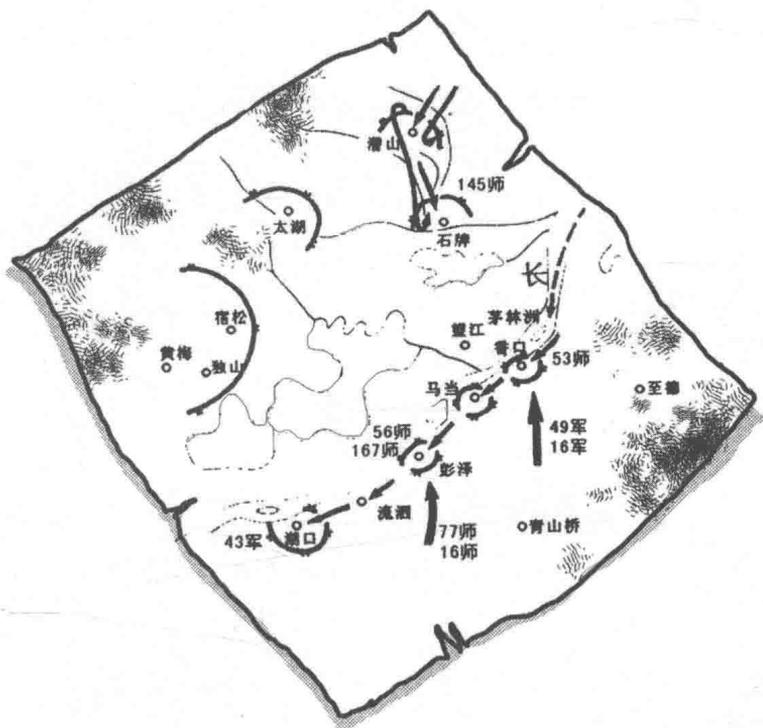 潜山
145师
太湖
石牌
长
茅林洲
宿松
望江
香口
黄梅
独山
53师
马当
至德
56师
167师
49军
16军
彭泽
流泗
青山桥
43军
湖口
77师
16师